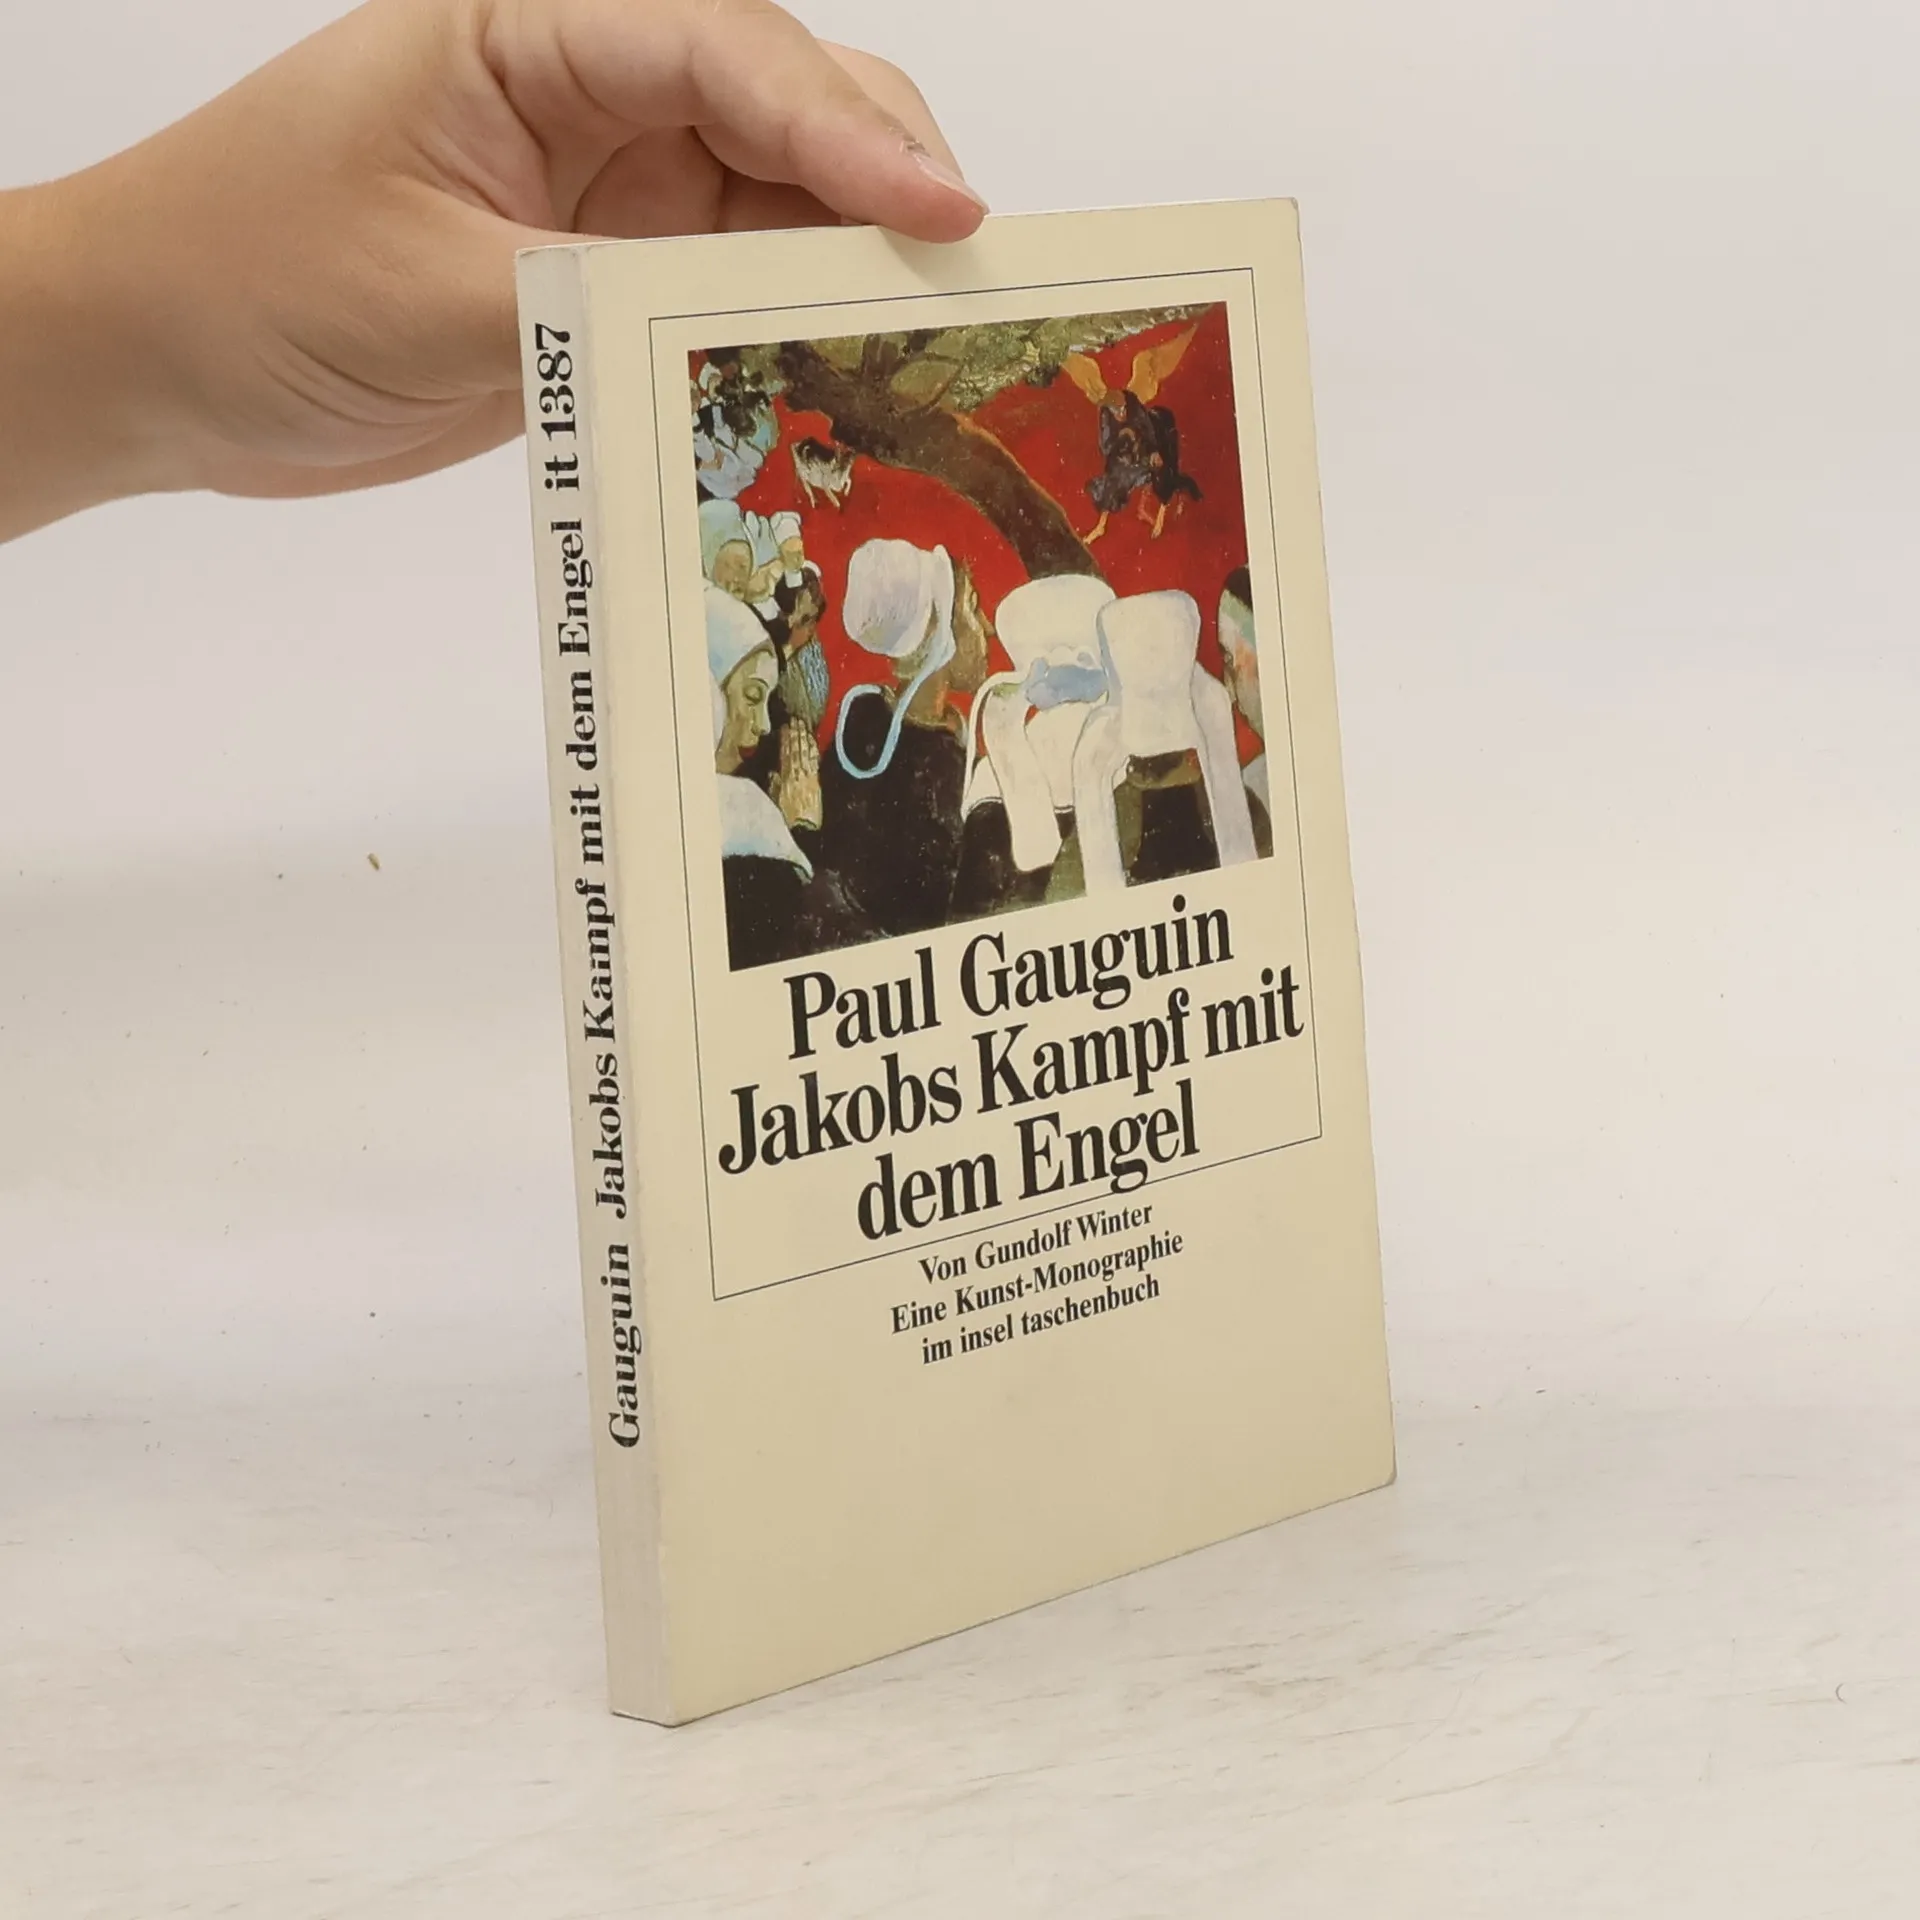 Gauguin Jakobs Kampf mit dem Engel it 1387
Paul Gauguin
Jakobs Kampf mit
dem Engel
Von Gundolf Winter
Eine Kunst-Monographie
im insel taschenbuch